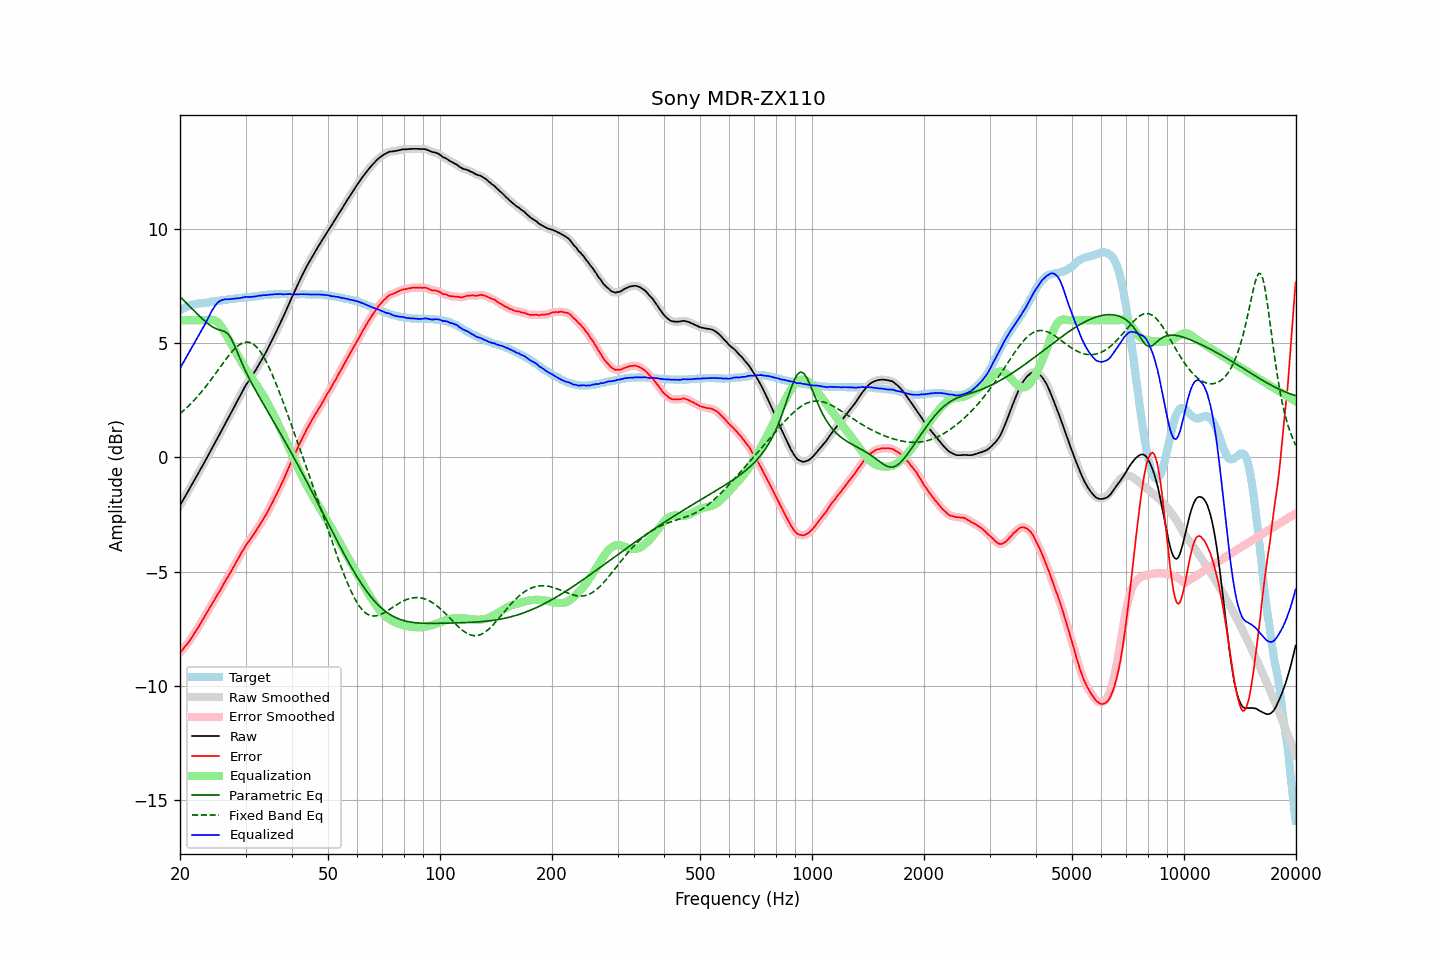 Sony MDR-ZX110
Amplitude (dBr)
10
5
0
−5
−10
−15
Target
Raw Smoothed
Error Smoothed
Raw
Error
Equalization
Parametric Eq
Fixed Band Eq
Equalized
20 50 100 200 500 1000 2000 5000 10000 20000
Frequency (Hz)